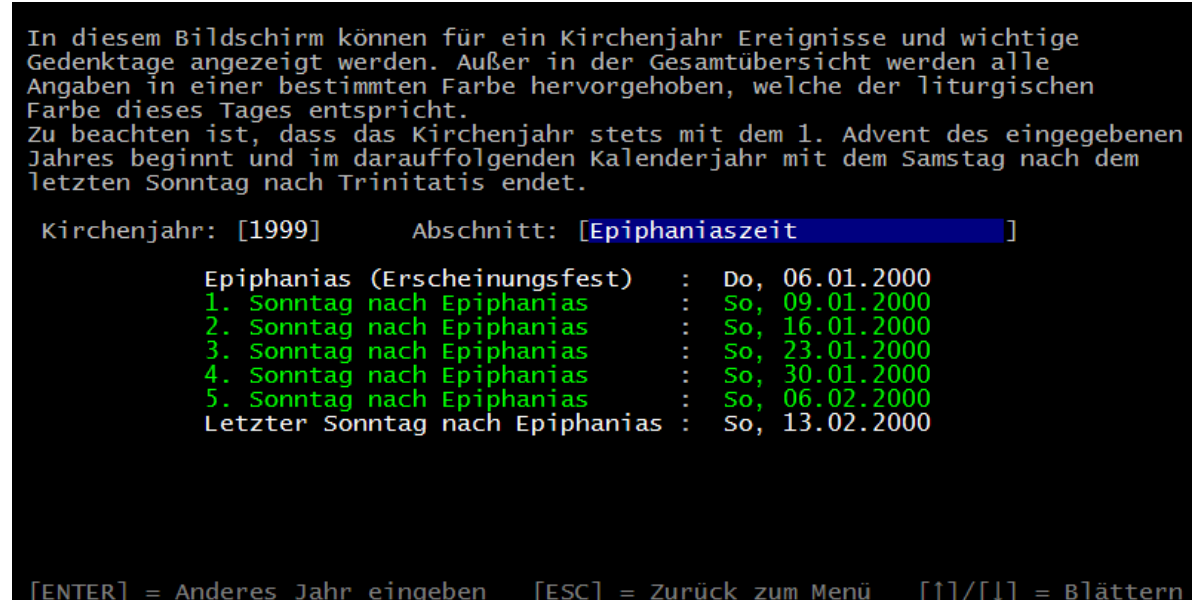 In diesem Bildschirm können für ein Kirchenjahr Ereignisse und wichtige
Gedenktage angezeigt werden. Außer in der Gesamtübersicht werden alle
Angaben in einer bestimmten Farbe hervorgehoben, welche der liturgischen
Farbe dieses Tages entspricht.
Zu beachten ist, dass das Kirchenjahr stets mit dem 1. Advent des eingegebenen
Jahres beginnt und im darauffolgenden Kalenderjahr mit dem Samstag nach dem
letzten Sonntag nach Trinitatis endet.
Kirchenjahr: [1999] Abschnitt: [Epiphaniaszeit ]
Epiphanias (Erscheinungsfest) : Do, 06.01.2000
1. Sonntag nach Epiphanias : So, 09.01.2000
2. Sonntag nach Epiphanias : So, 16.01.2000
3. Sonntag nach Epiphanias : So, 23.01.2000
4. Sonntag nach Epiphanias : So, 30.01.2000
5. Sonntag nach Epiphanias : So, 06.02.2000
Letzter Sonntag nach Epiphanias : So, 13.02.2000
[ENTER] = Anderes Jahr eingeben [ESC] = Zurück zum Menü [↑]/[↓] = Blättern